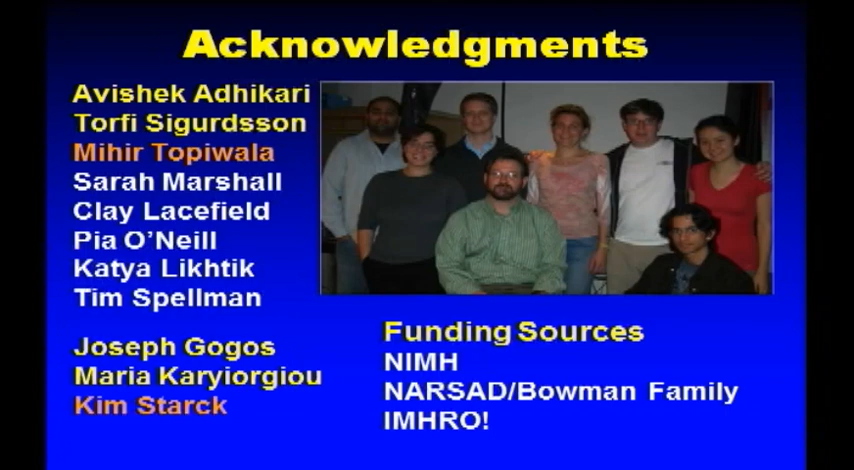 Acknowledgments
Avishek Adhikari
Torfi Sigurdsson
Mihir Topiwala
Sarah Marshall
Clay Lacefield
Pia O'Neill
Katya Likhtik
Tim Spellman
Joseph Gogos
Maria Karyiorgiou
Kim Starck
Funding Sources
NIMH
NARSAD/Bowman Family
IMHRO!